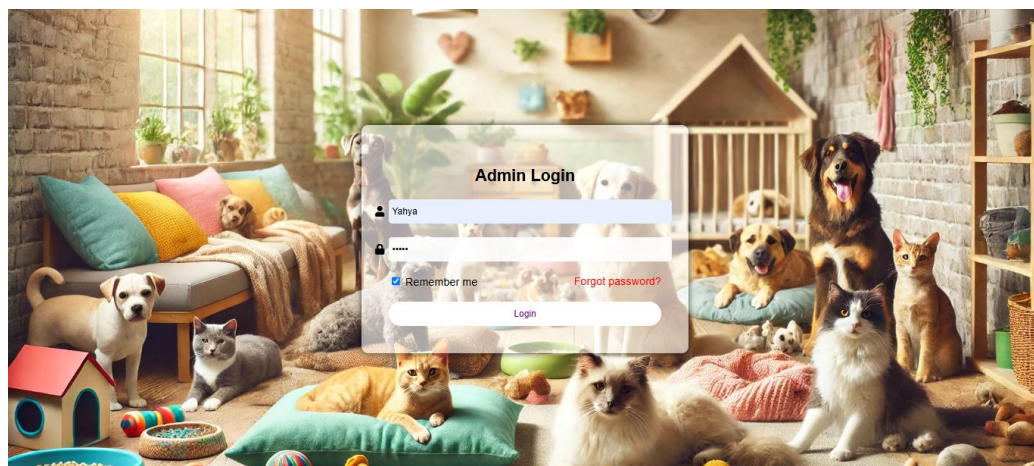 Admin Login
Yahya
•••••
Remember me
Forgot password?
Login